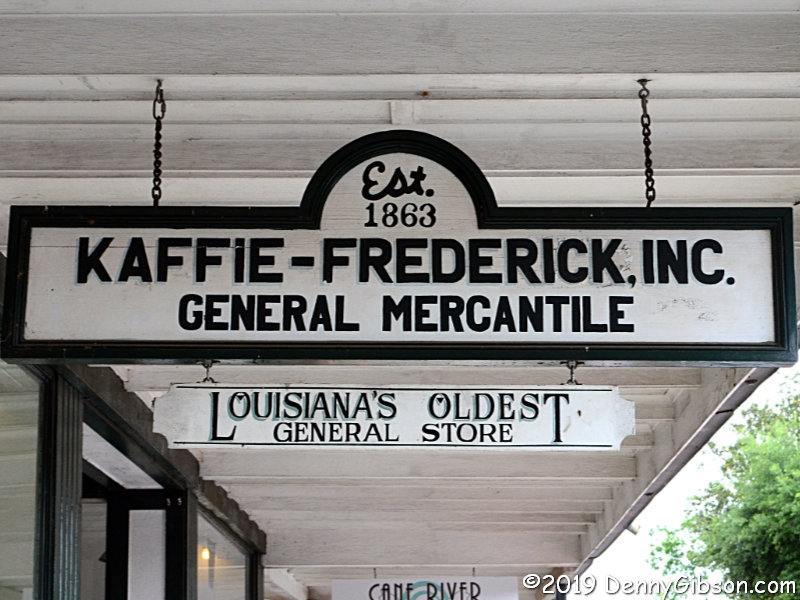 Est.
1863
KAFFIE-FREDERICK, INC.
GENERAL MERCANTILE
LOUISIANA'S OLDEST
GENERAL STORE
CANE RIVER
©2019 DennyGibson.com